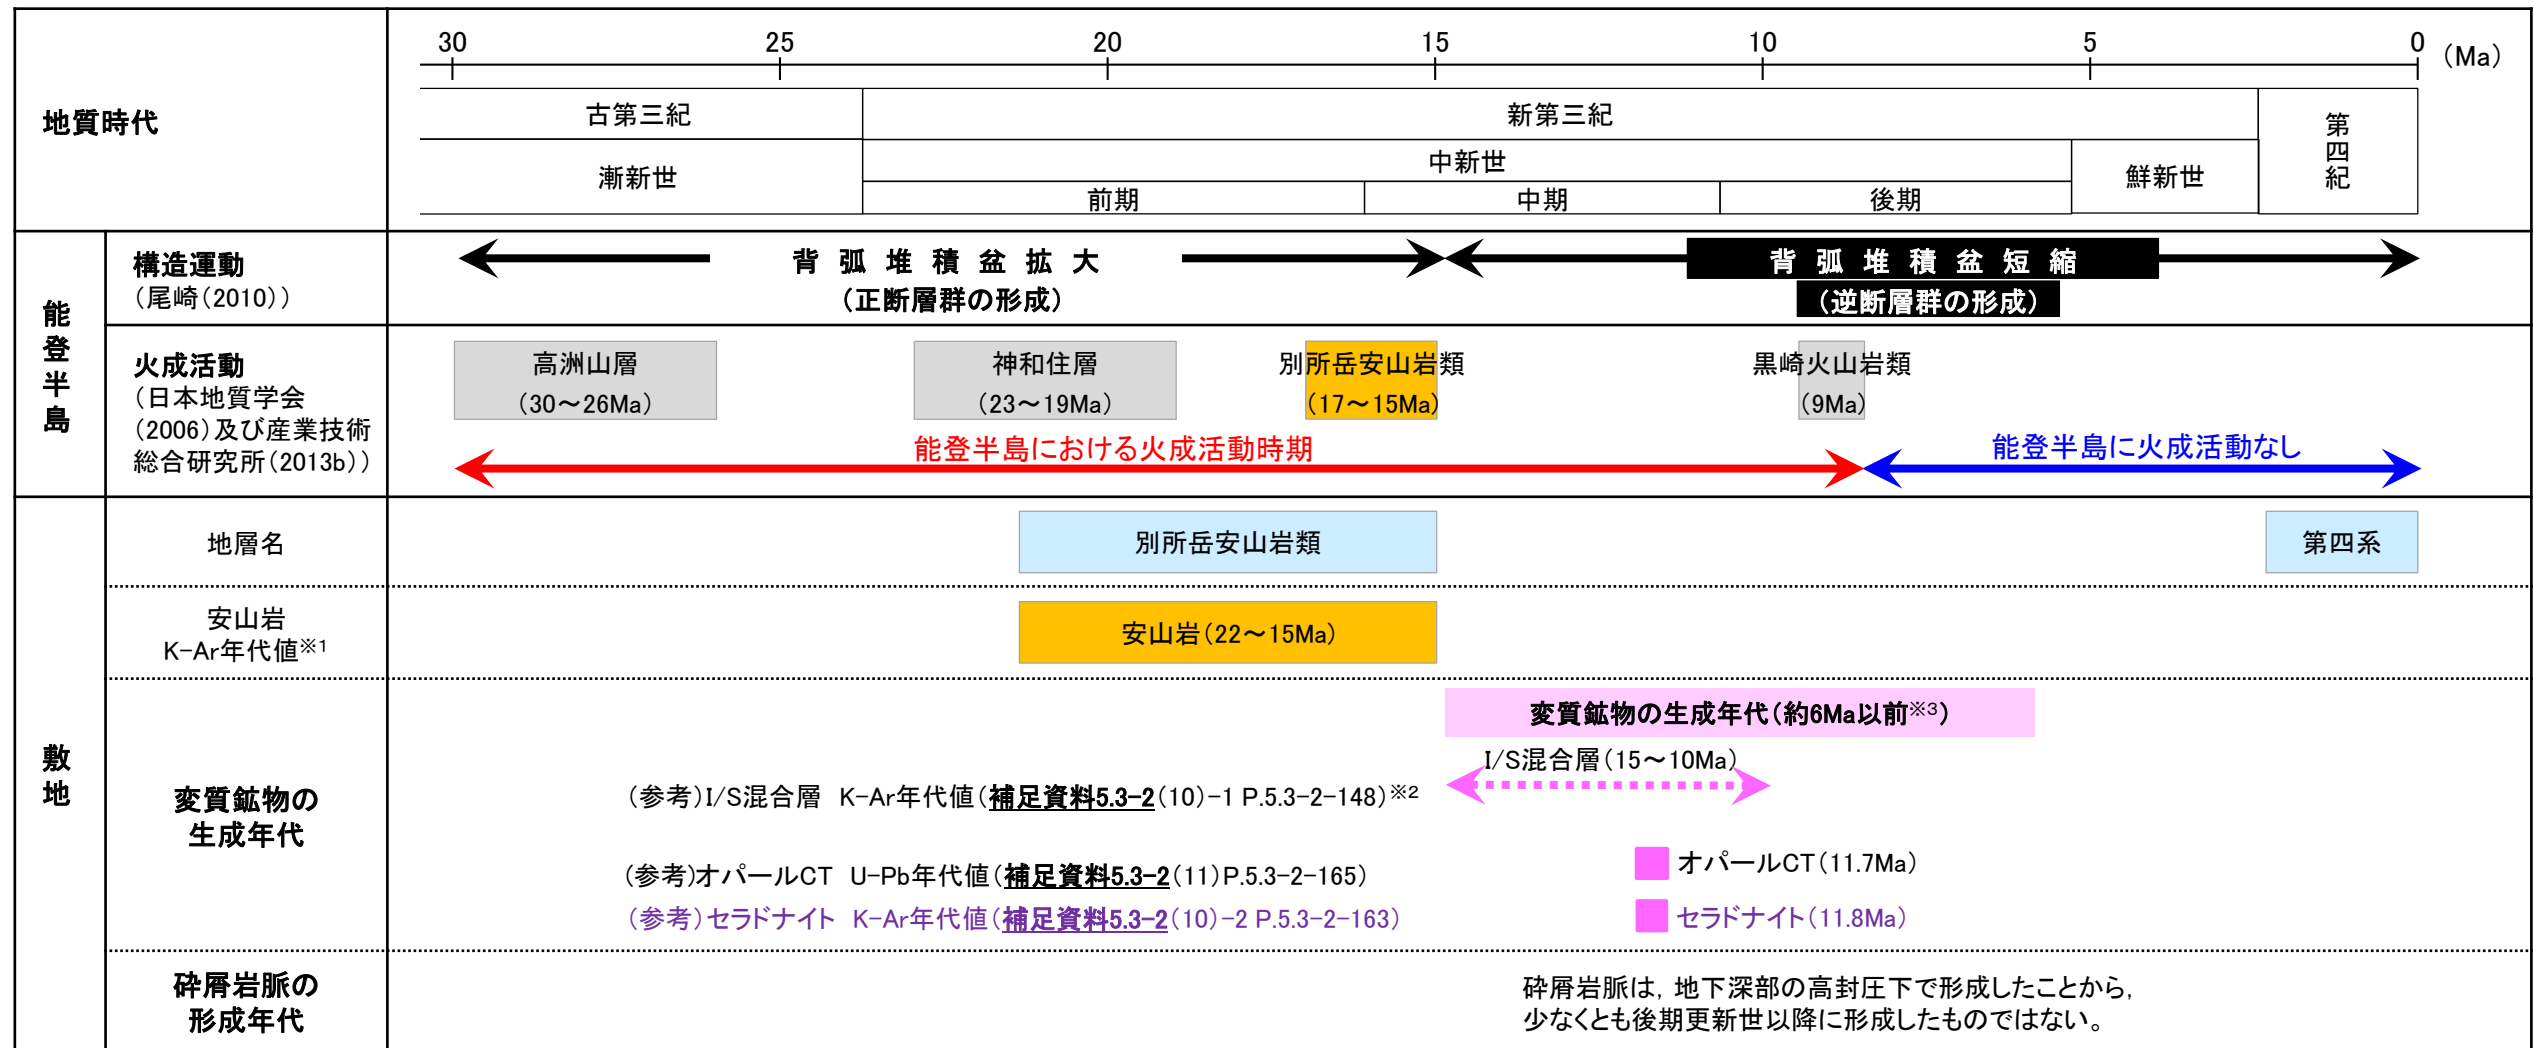 30 25 20 15 10 5 0 (Ma)
地質時代
古第三紀 新第三紀 第四紀
漸新世 中新世 鮮新世
前期 中期 後期
能登半島
構造運動
(尾崎(2010))
背弧堆積盆拡大
(正断層群の形成)
背弧堆積盆短縮
(逆断層群の形成)
火成活動
(日本地質学会
(2006)及び産業技術
総合研究所(2013b))
高洲山層
(30～26Ma)
神和住層
(23～19Ma)
別所岳安山岩類
(17～15Ma)
黒崎火山岩類
(9Ma)
能登半島における火成活動時期
能登半島に火成活動なし
敷地
地層名
別所岳安山岩類
第四系
安山岩
K-Ar年代値※1
安山岩(22～15Ma)
変質鉱物の
生成年代
変質鉱物の生成年代(約6Ma以前※3)
I/S混合層(15～10Ma)
(参考)I/S混合層 K-Ar年代値(補足資料5.3-2(10)-1 P.5.3-2-148)※2
(参考)オパールCT U-Pb年代値(補足資料5.3-2(11)P.5.3-2-165)
オパールCT(11.7Ma)
(参考)セラドナイト K-Ar年代値(補足資料5.3-2(10)-2 P.5.3-2-163)
セラドナイト(11.8Ma)
砕屑岩脈の
形成年代
砕屑岩脈は，地下深部の高封圧下で形成したことから，
少なくとも後期更新世以降に形成したものではない。